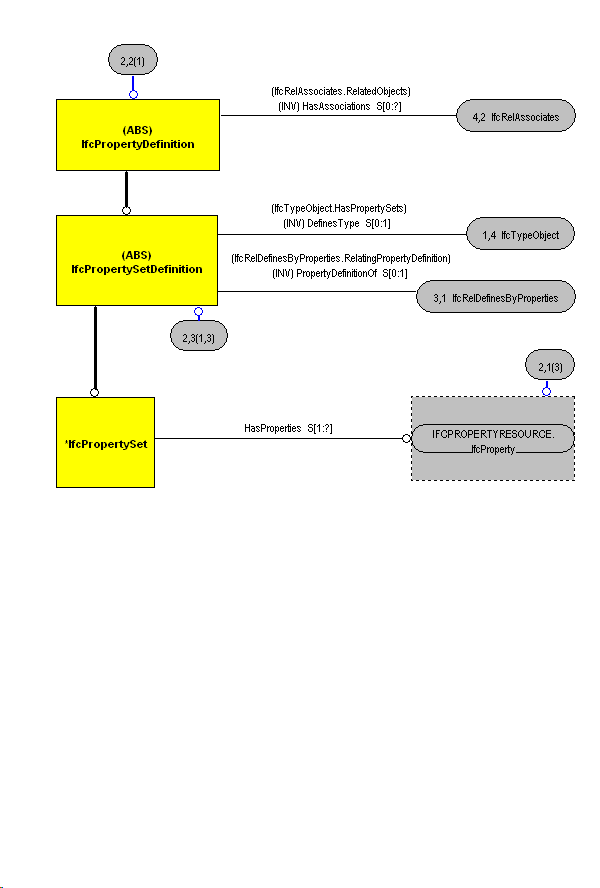 2,2(1)
(IfcRelAssociates.RelatedObjects)
(INV) HasAssociations S[0:?]
4,2 IfcRelAssociates
(ABS)
IfcPropertyDefinition
(IfcTypeObject.HasPropertySets)
(INV) DefinesType S[0:1]
1,4 IfcTypeObject
(ABS)
IfcPropertySetDefinition
(IfcRelDefinesByProperties.RelatingPropertyDefinition)
(INV) PropertyDefinitionOf S[0:1]
3,1 IfcRelDefinesByProperties
2,3(1,3)
2,1(3)
*IfcPropertySet
HasProperties S[1:?]
IFCPROPERTYRESOURCE.
IfcProperty